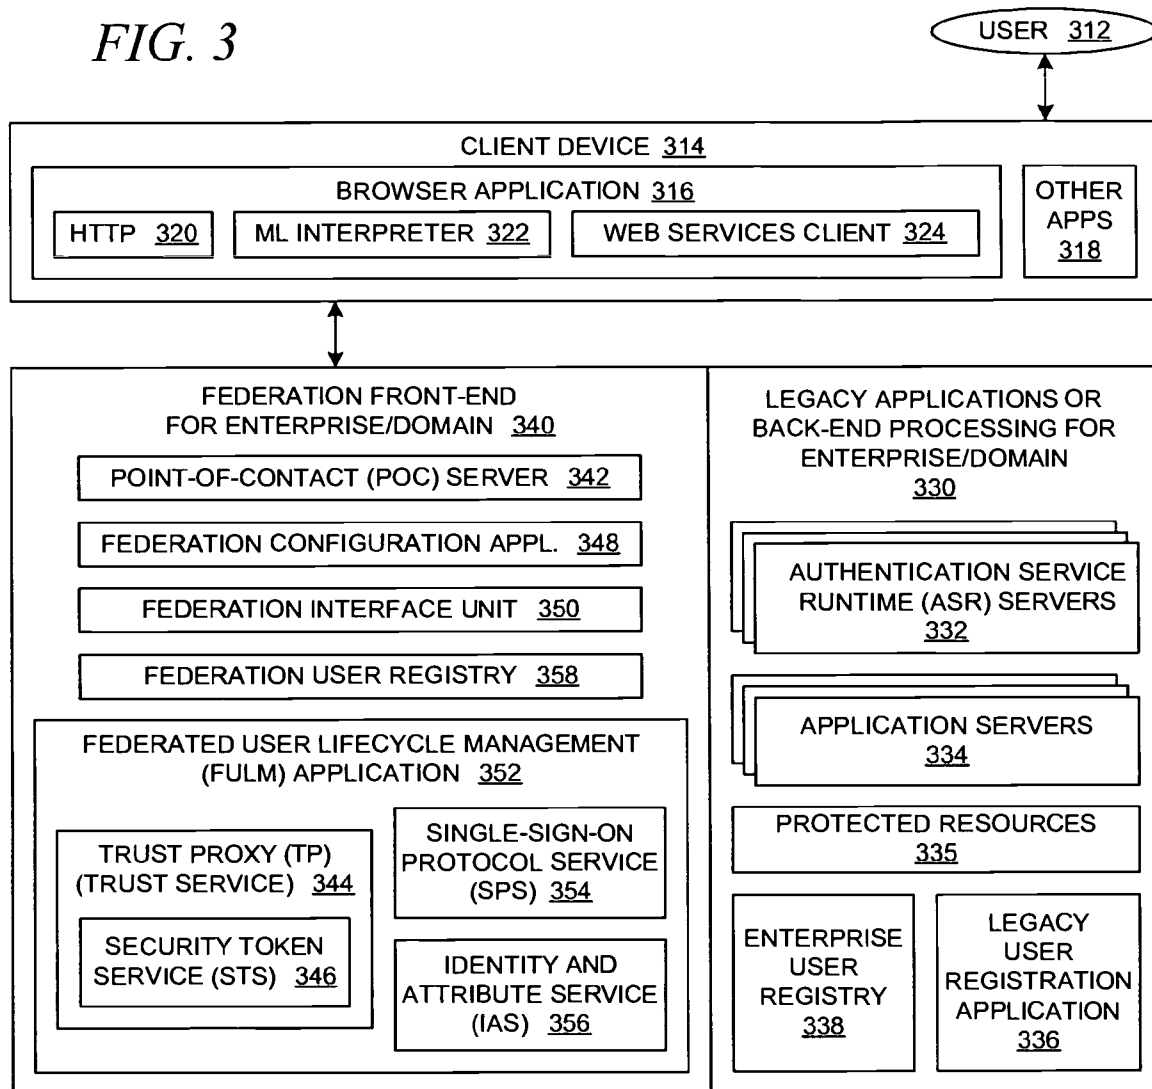 FIG. 3
USER 312
CLIENT DEVICE 314
BROWSER APPLICATION 316
HTTP 320
ML INTERPRETER 322
WEB SERVICES CLIENT 324
OTHER
APPS
318
FEDERATION FRONT-END
FOR ENTERPRISE/DOMAIN 340
POINT-OF-CONTACT (POC) SERVER 342
FEDERATION CONFIGURATION APPL. 348
FEDERATION INTERFACE UNIT 350
FEDERATION USER REGISTRY 358
FEDERATED USER LIFECYCLE MANAGEMENT
(FULM) APPLICATION 352
TRUST PROXY (TP)
(TRUST SERVICE) 344
SECURITY TOKEN
SERVICE (STS) 346
SINGLE-SIGN-ON
PROTOCOL SERVICE
(SPS) 354
IDENTITY AND
ATTRIBUTE SERVICE
(IAS) 356
LEGACY APPLICATIONS OR
BACK-END PROCESSING FOR
ENTERPRISE/DOMAIN
330
AUTHENTICATION SERVICE
RUNTIME (ASR) SERVERS
332
APPLICATION SERVERS
334
PROTECTED RESOURCES
335
ENTERPRISE
USER
REGISTRY
338
LEGACY
USER
REGISTRATION
APPLICATION
336